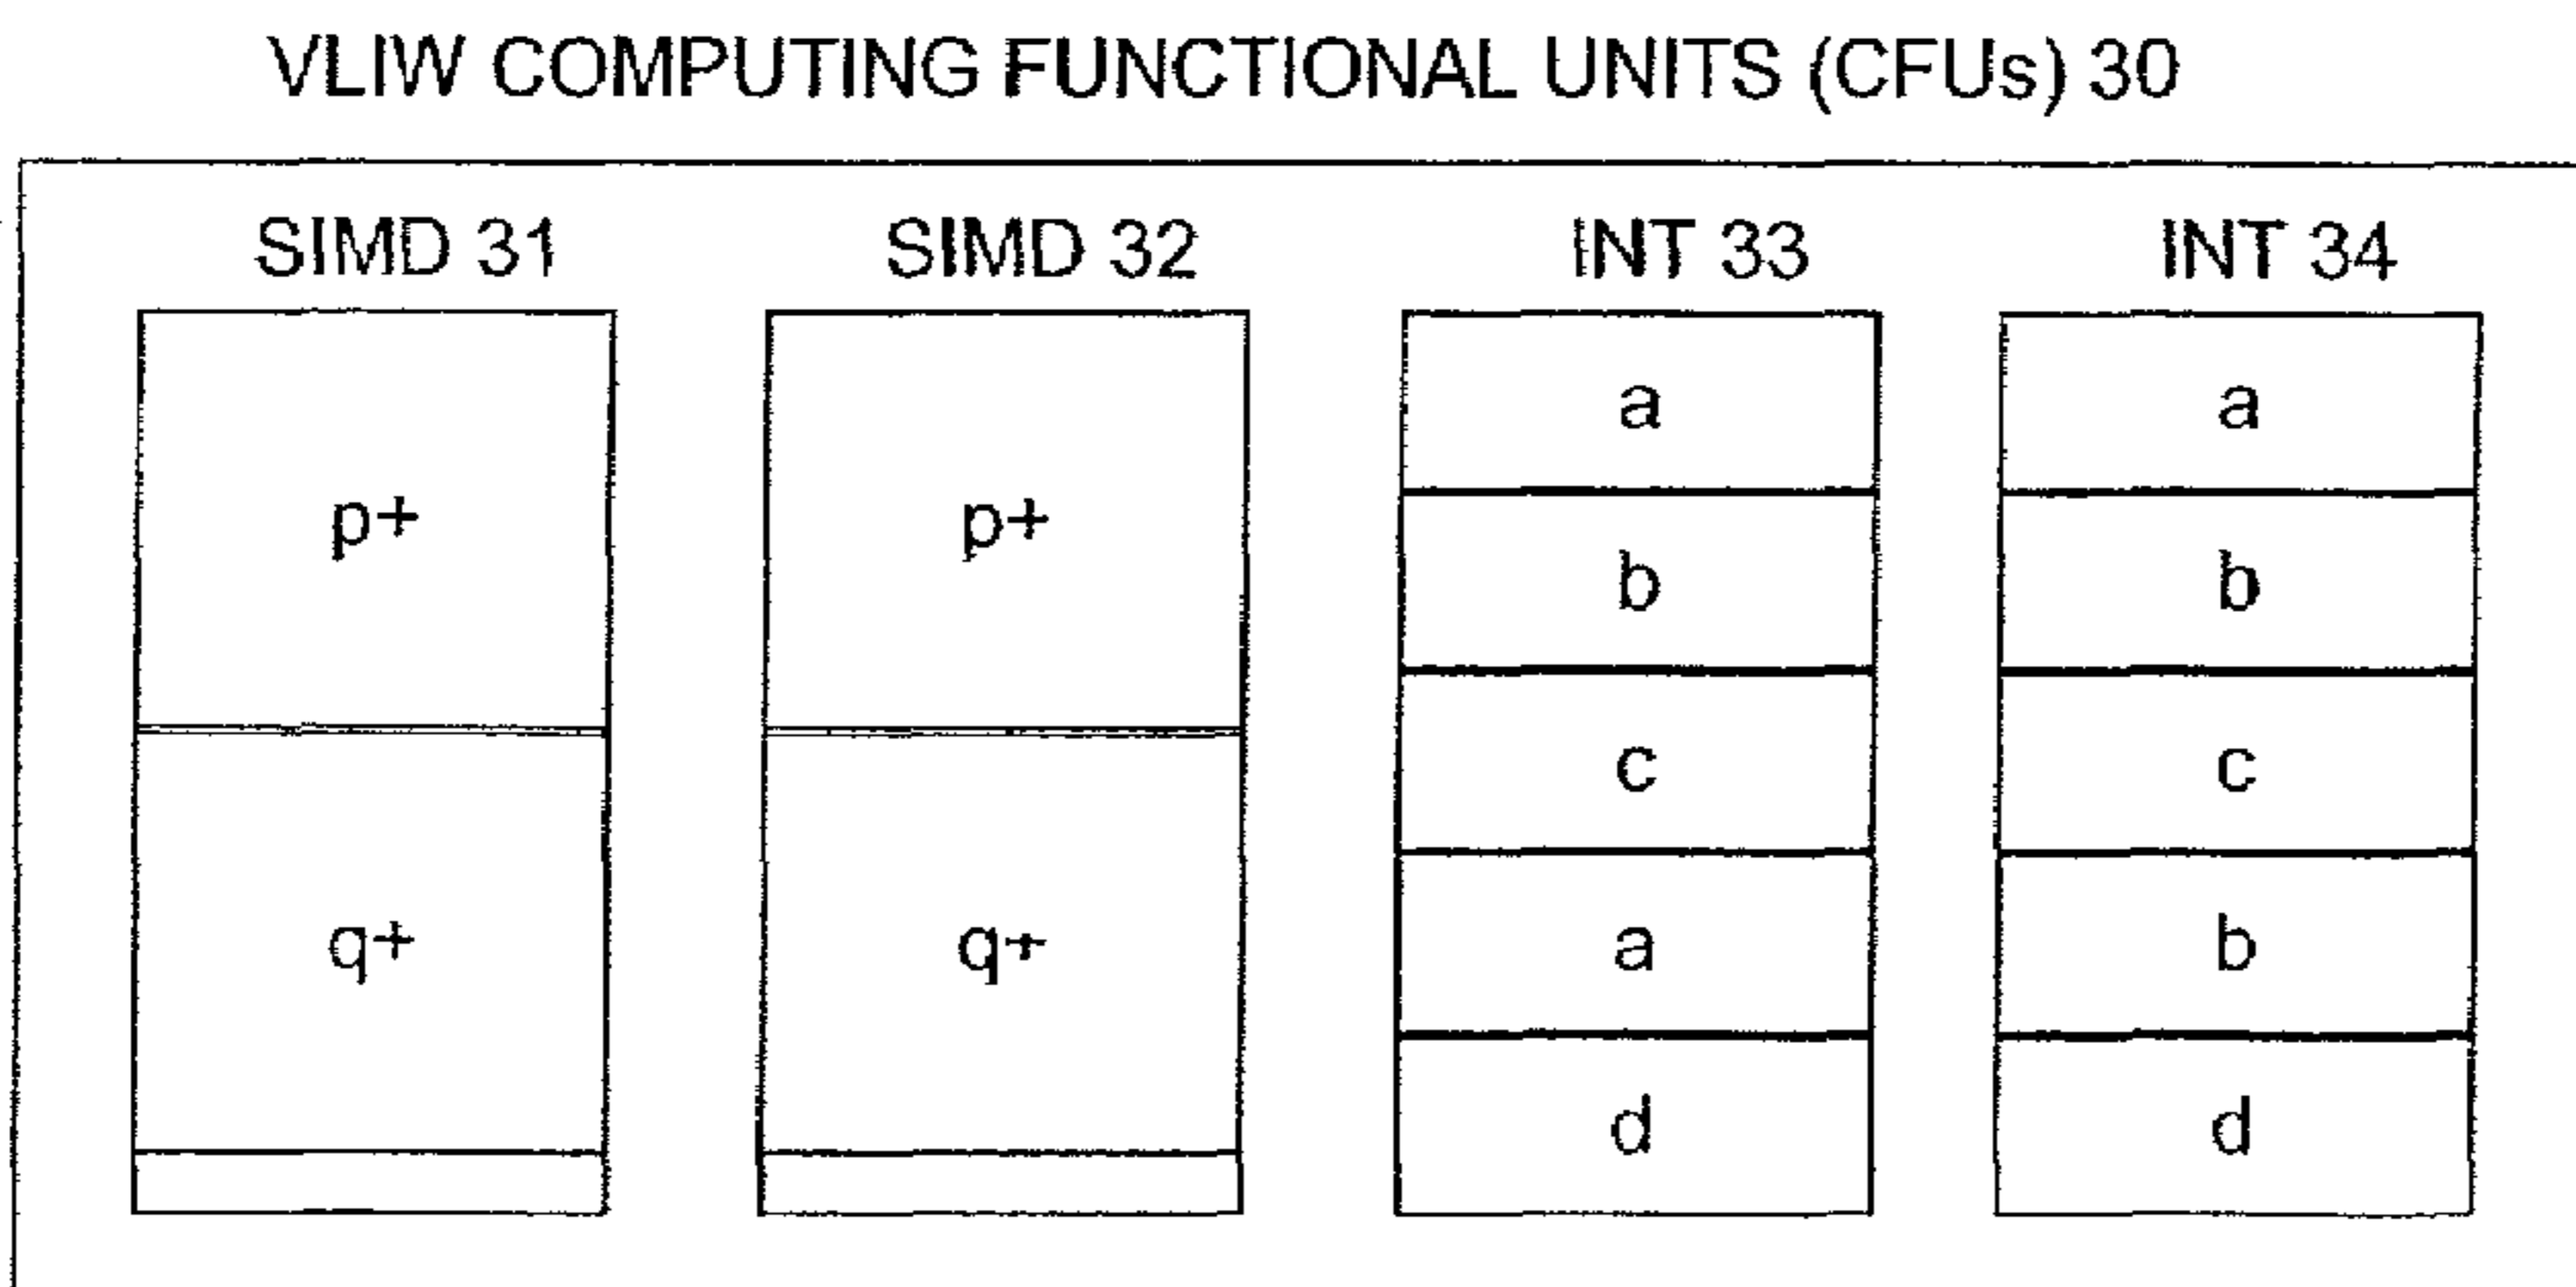 VLIW COMPUTING FUNCTIONAL UNITS (CFUs) 30
SIMD 31 SIMD 32 INT 33 INT 34
a a
p+ p+
b b
c c
q+ q+ a b
d d